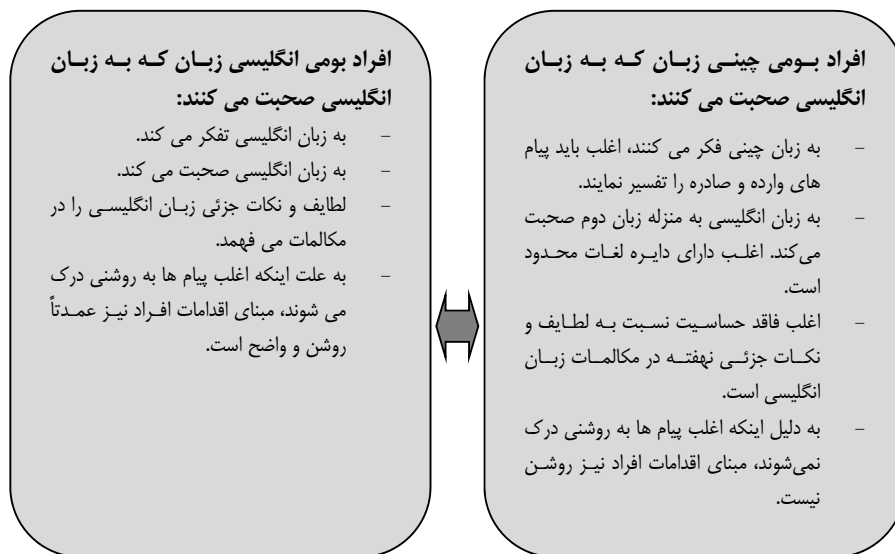 افراد بومی چینی زبان که به زبان
انگلیسی صحبت می کنند:
- به زبان چینی فکر می کنند، اغلب باید پیام
های وارده و صادره را تفسیر نمایند.
- به زبان انگلیسی به منزله زبان دوم صحبت
می‌کند. اغلب دارای دایره لغات محدود
است.
- اغلب فاقد حساسیت نسبت به لطایف و
نکات جزئی نهفته در مکالمات زبان
انگلیسی است.
- به دلیل اینکه اغلب پیام ها به روشنی درک
نمی‌شوند، مبنای اقدامات افراد نیز روشن
نیست.
افراد بومی انگلیسی زبان که به زبان
انگلیسی صحبت می کنند:
- به زبان انگلیسی تفکر می کند.
- به زبان انگلیسی صحبت می کند.
- لطایف و نکات جزئی زبان انگلیسی را در
مکالمات می فهمد.
- به علت اینکه اغلب پیام ها به روشنی درک
می شوند، مبنای اقدامات افراد نیز عمدتاً
روشن و واضح است.